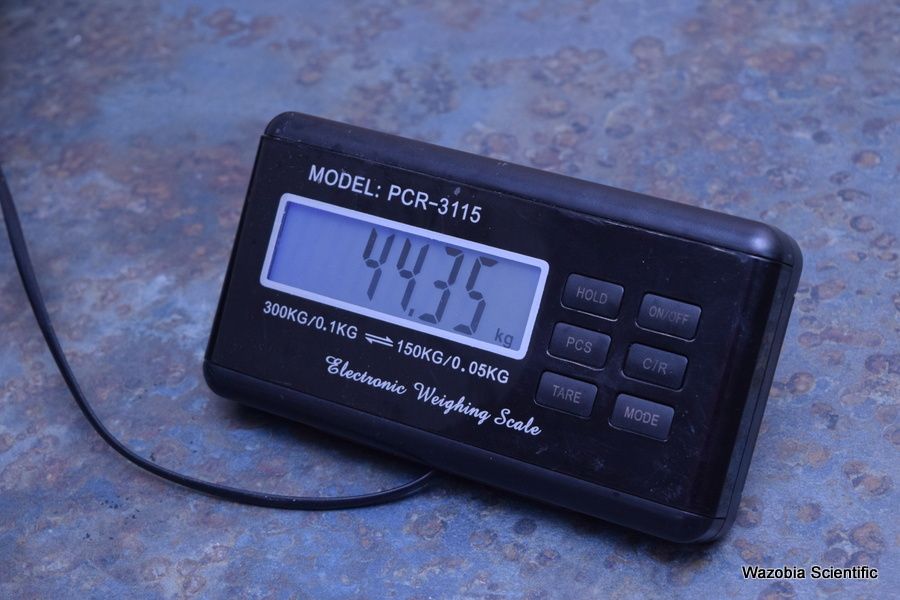 MODEL: PCR-3115
44.35 kg
300KG/0.1KG ⇌ 150KG/0.05KG
Electronic Weighing Scale
HOLD ON/OFF
PCS C/R
TARE MODE
Wazobia Scientific